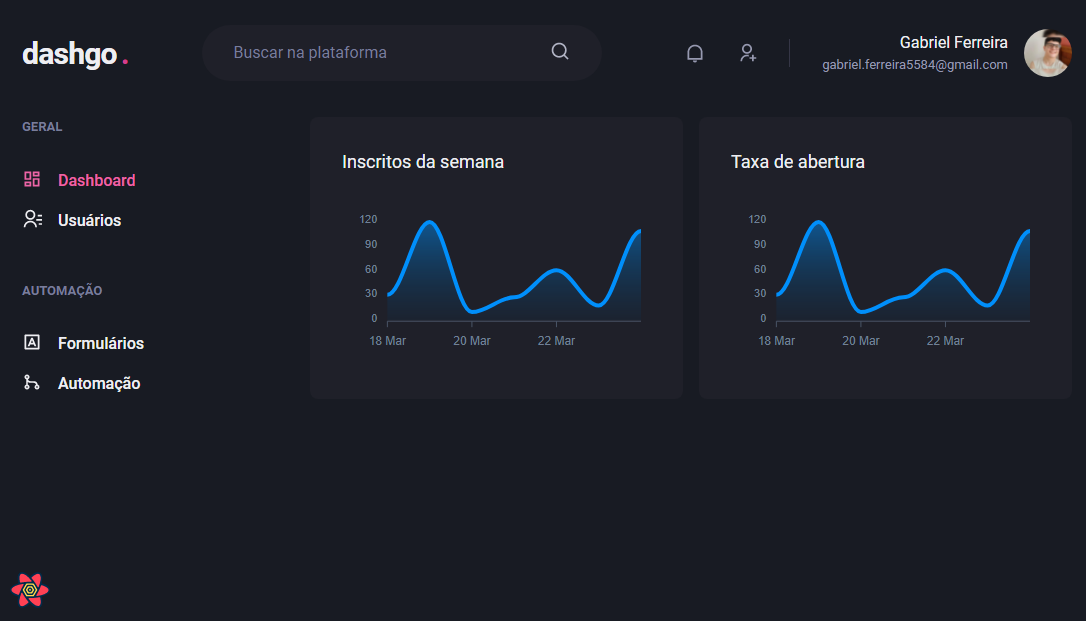 dashgo.
Buscar na plataforma
Gabriel Ferreira
gabriel.ferreira5584@gmail.com
GERAL
Dashboard
Usuários
AUTOMAÇÃO
Formulários
Automação
Inscritos da semana
120
90
60
30
0
18 Mar 20 Mar 22 Mar
Taxa de abertura
120
90
60
30
0
18 Mar 20 Mar 22 Mar